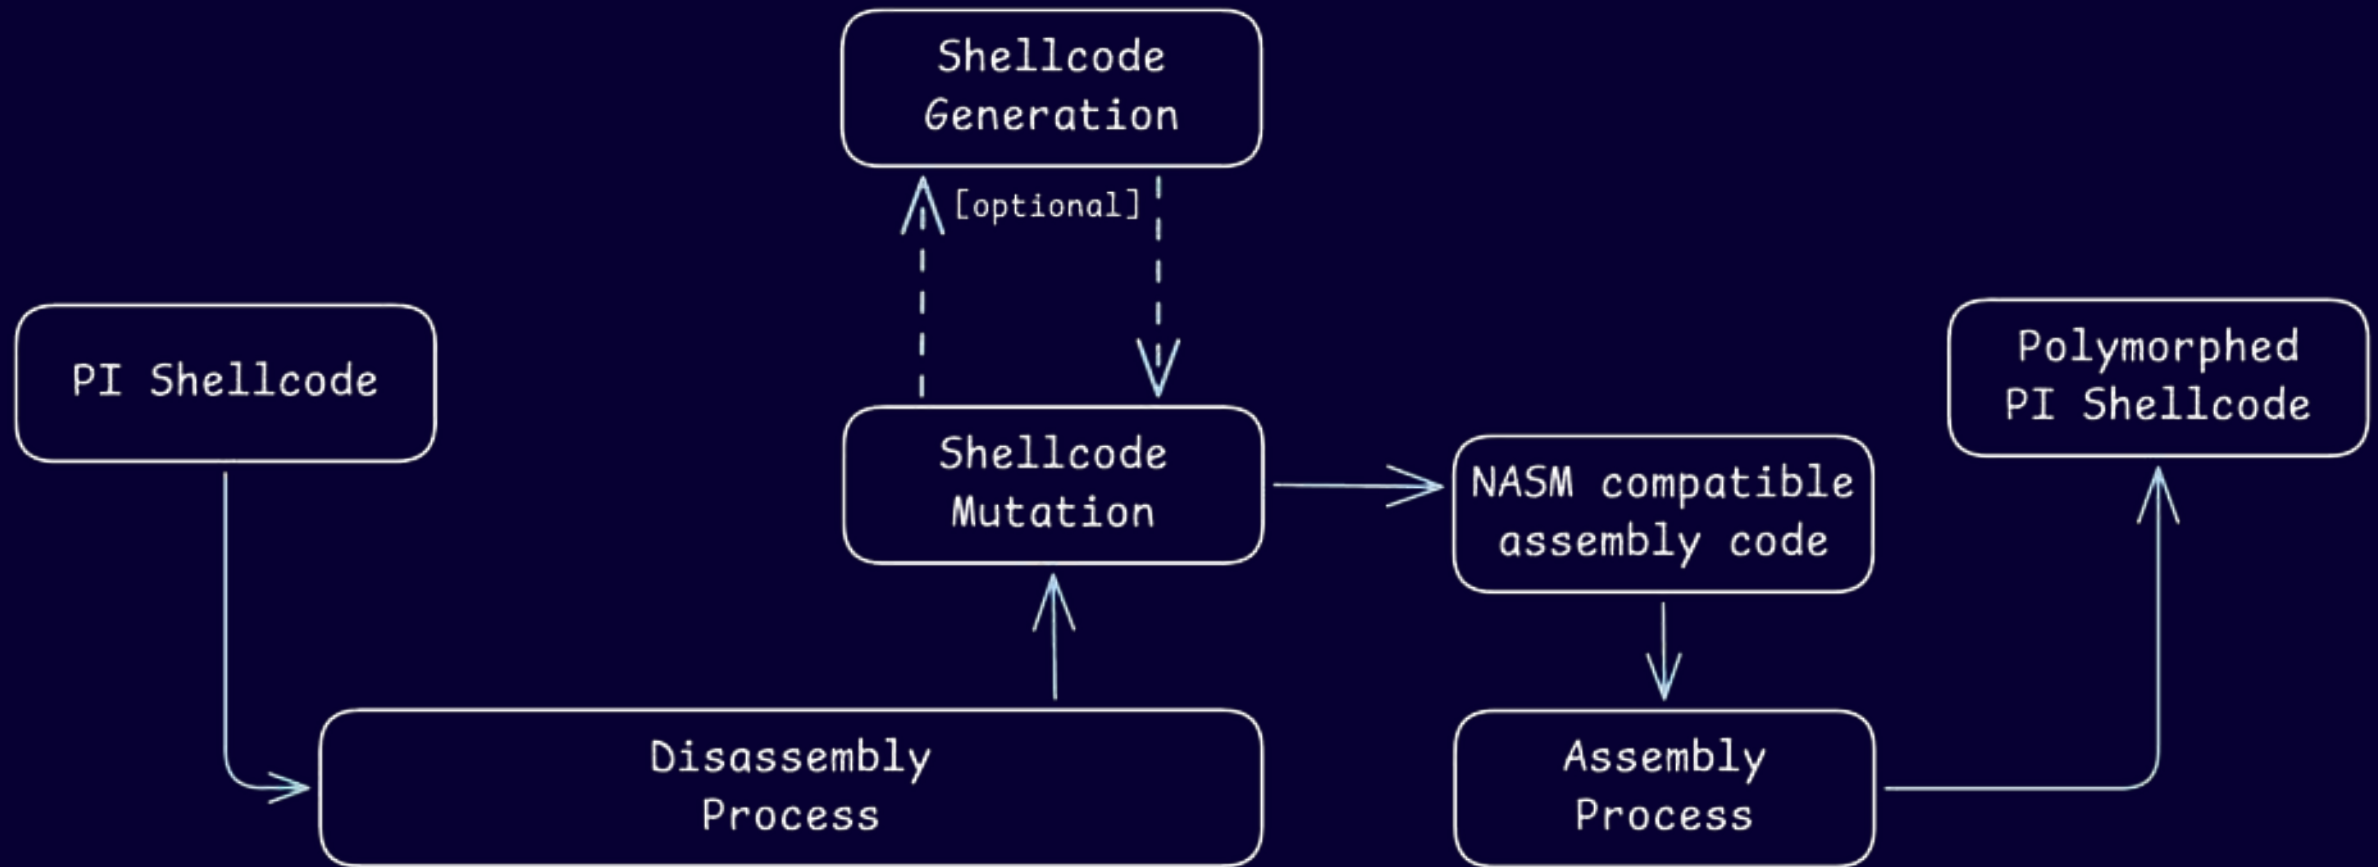 Shellcode
Generation
[optional]
PI Shellcode
Shellcode
Mutation
NASM compatible
assembly code
Polymorphed
PI Shellcode
Disassembly
Process
Assembly
Process